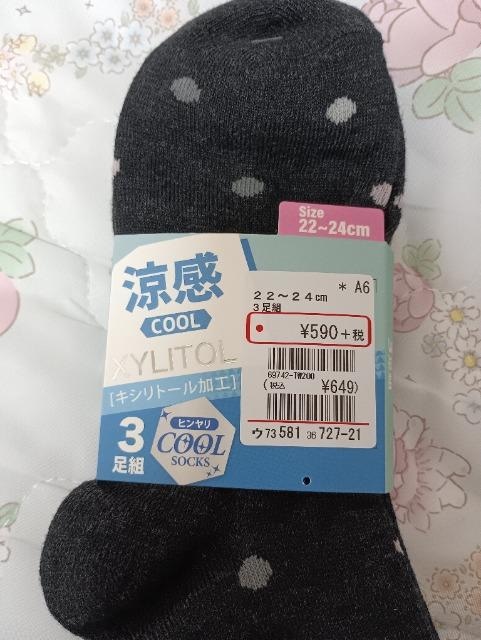 Size
22~24cm
涼感
COOL
XYLITOL
[キシリトール加工]
3
足組
ヒンヤリ
COOL
SOCKS
* A6
22～24cm
3足組
¥590+税
69742-TW200
(税込 ¥649)
ウ73 581 36 727-21